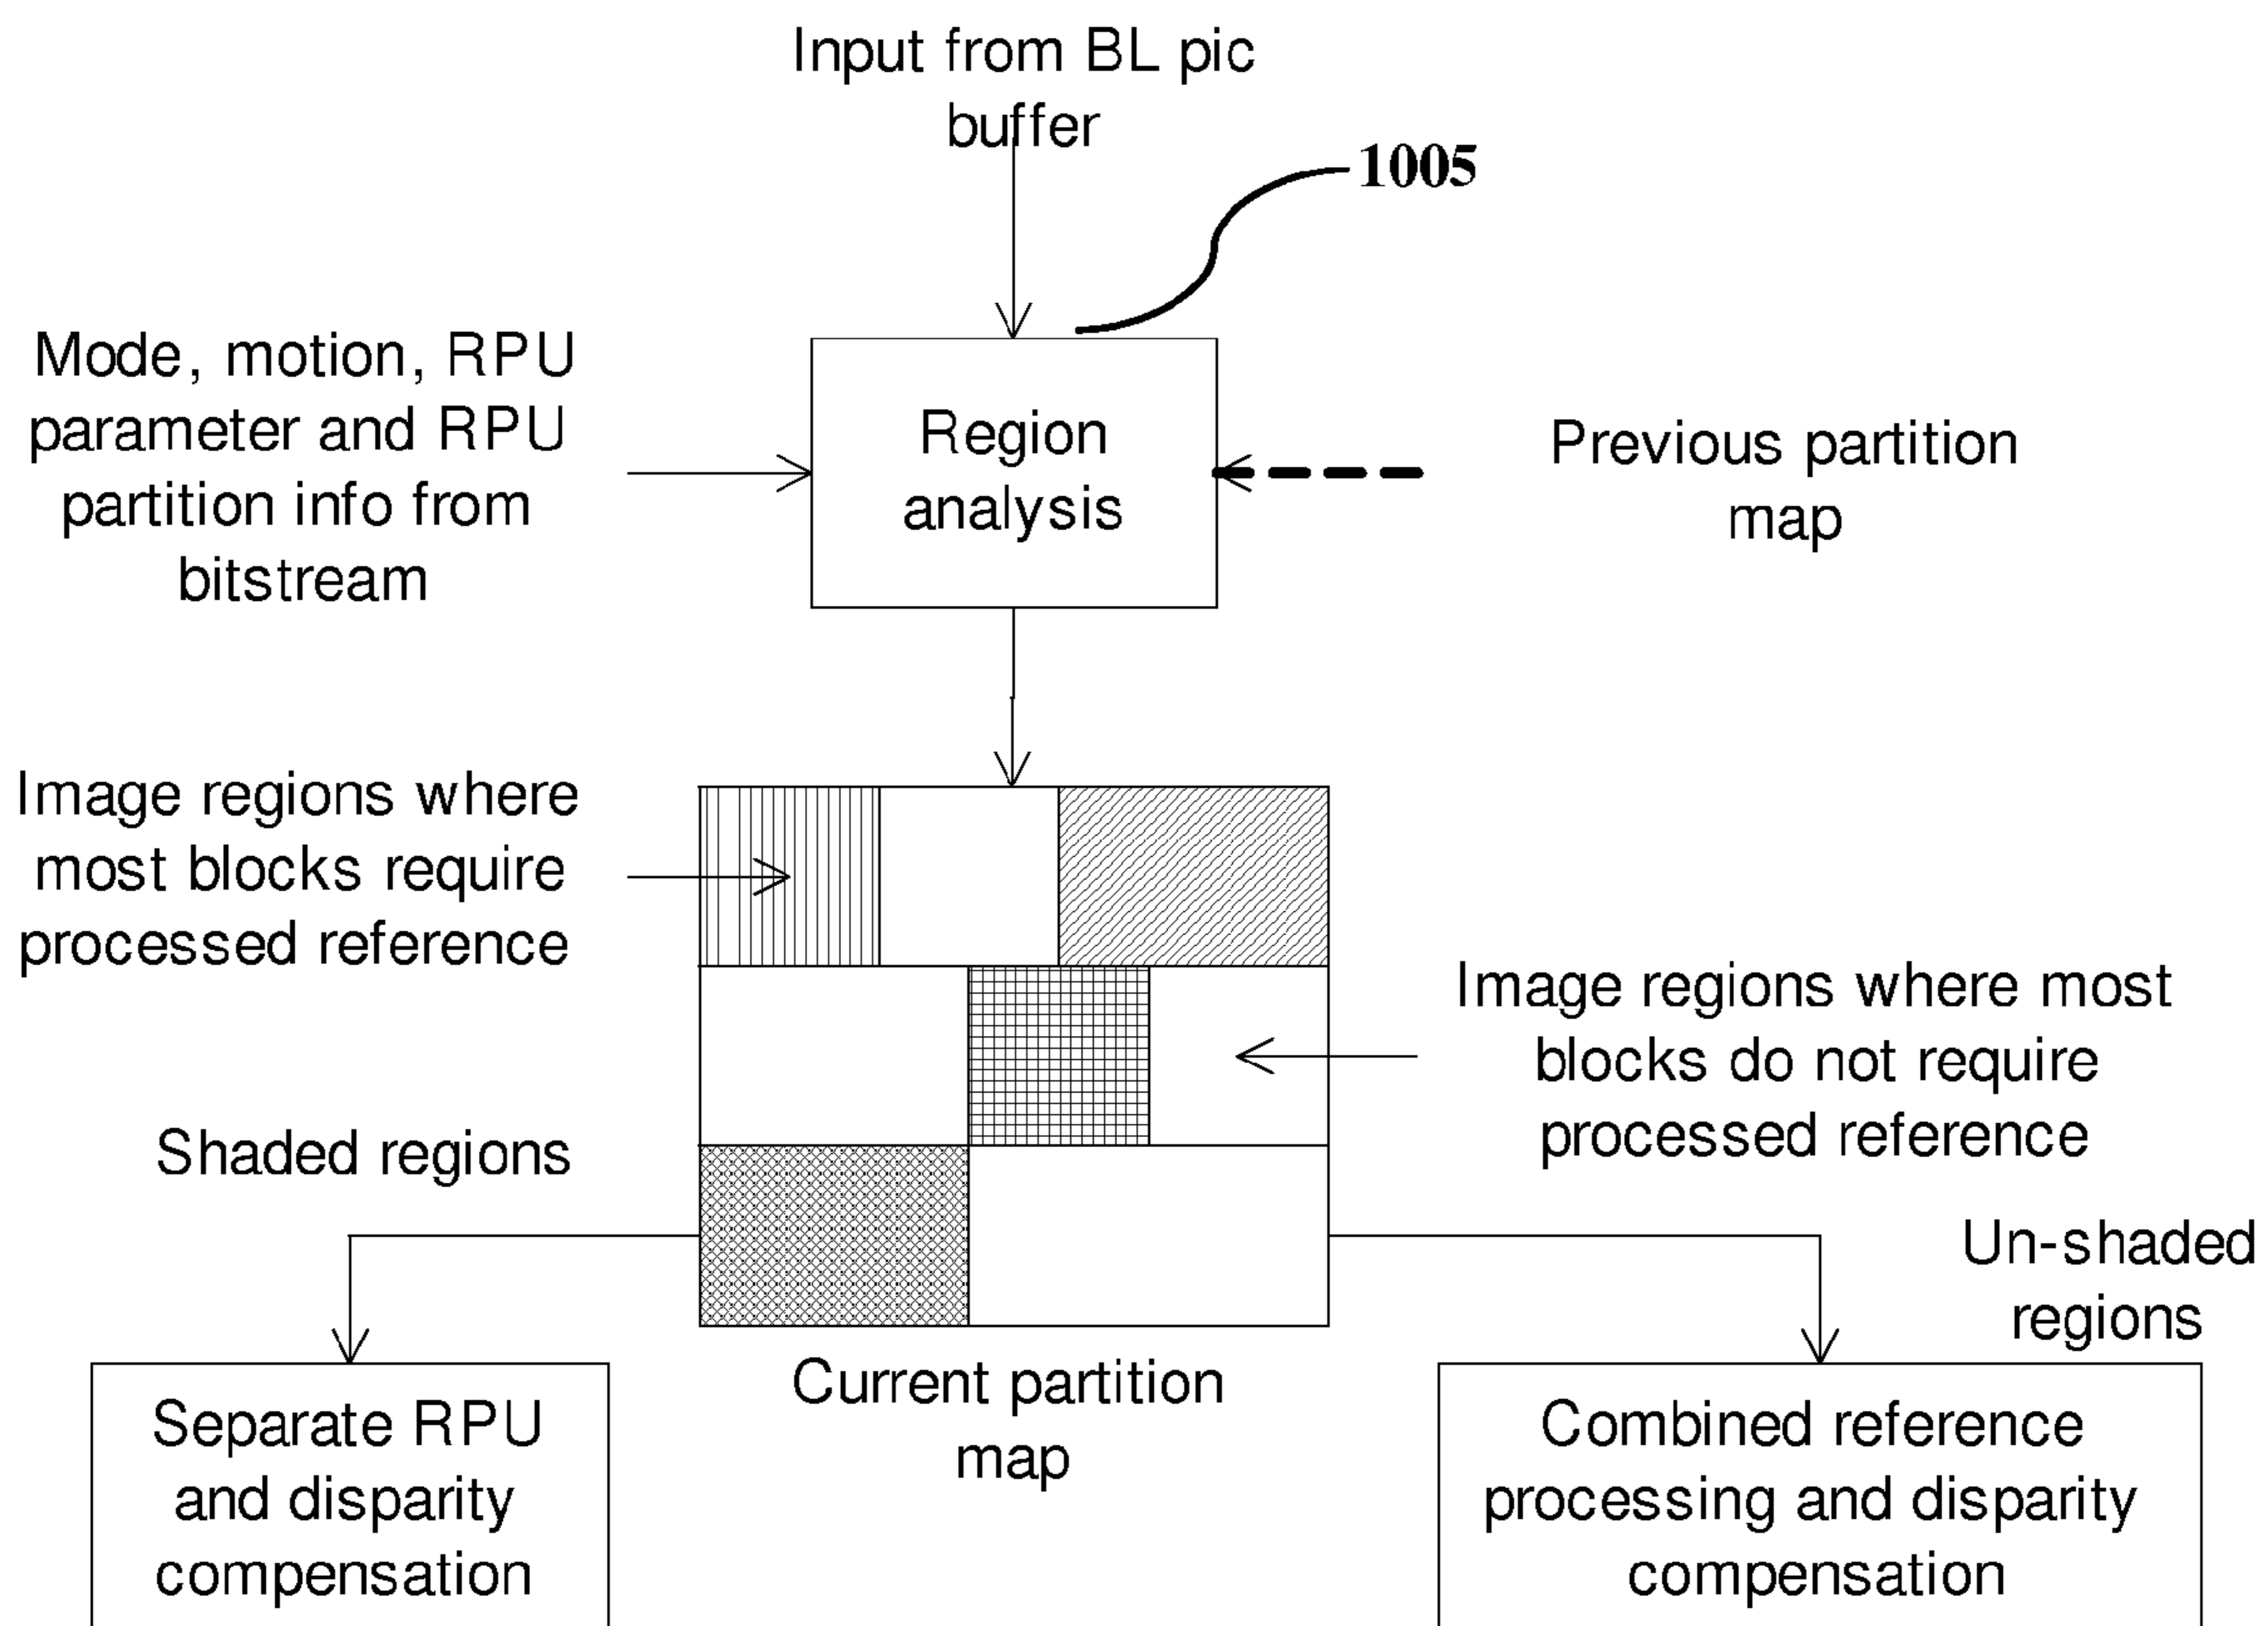 Input from BL pic
buffer
1005
Mode, motion, RPU
parameter and RPU
partition info from
bitstream
Region
analysis
Previous partition
map
Image regions where
most blocks require
processed reference
Image regions where most
blocks do not require
processed reference
Shaded regions
Un-shaded
regions
Current partition
map
Separate RPU
and disparity
compensation
Combined reference
processing and disparity
compensation